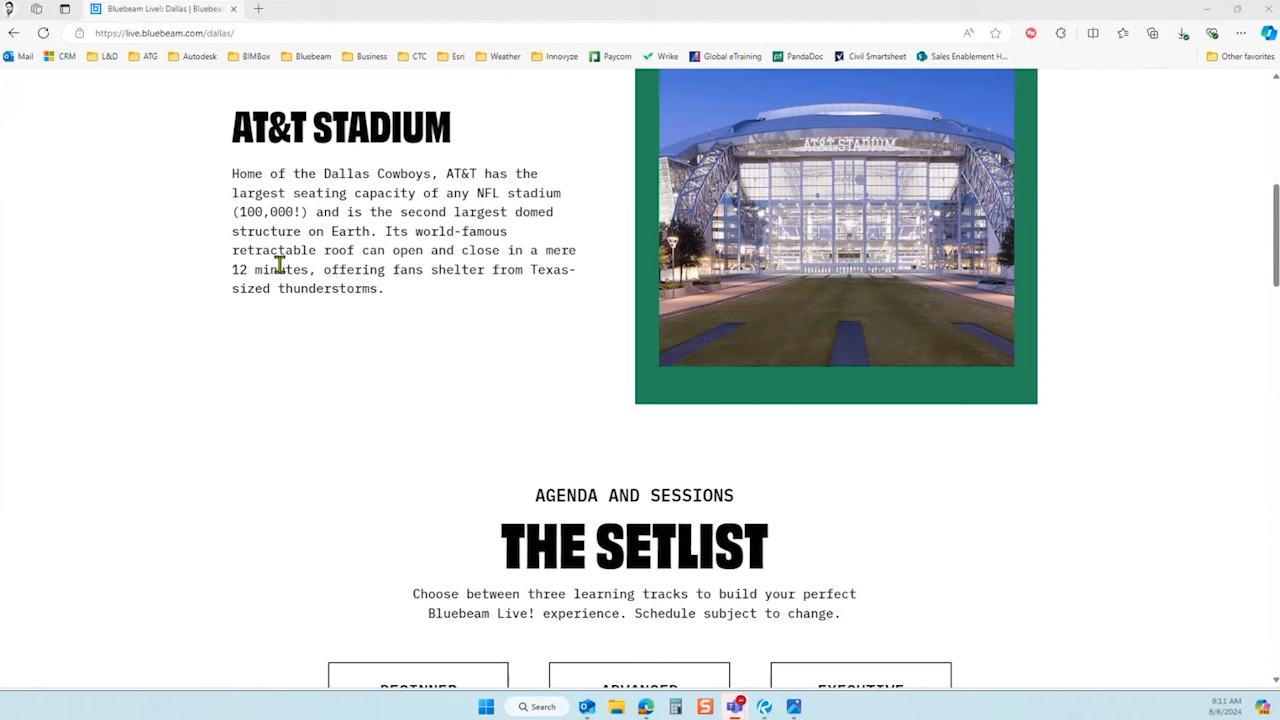 Bluebeam Live!: Dallas | Bluebea
https://live.bluebeam.com/dallas/
Mail CRM L&D ATG Autodesk BIMBox Bluebeam Business CTC Esri Weather Innovyze Paycom Wrike Global eTraining PandaDoc Civil Smartsheet Sales Enablement H... Other favorites
AT&T STADIUM
Home of the Dallas Cowboys, AT&T has the
largest seating capacity of any NFL stadium
(100,000!) and is the second largest domed
structure on Earth. Its world-famous
retractable roof can open and close in a mere
12 minutes, offering fans shelter from Texas-
sized thunderstorms.
AT&T STADIUM
AGENDA AND SESSIONS
THE SETLIST
Choose between three learning tracks to build your perfect
Bluebeam Live! experience. Schedule subject to change.
BEGINNER ADVANCED EXECUTIVE
Search
9:11 AM
8/6/2024